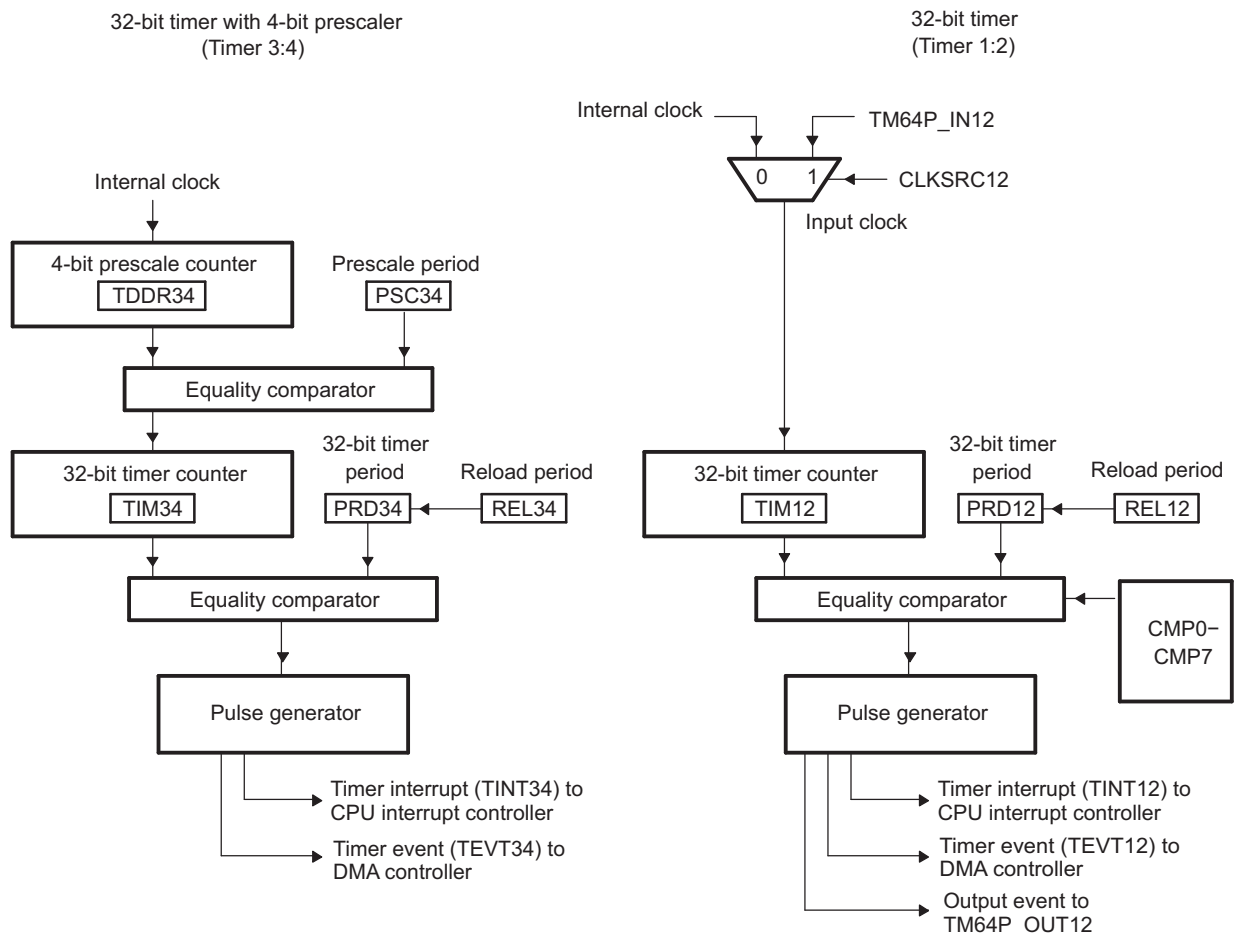 32-bit timer with 4-bit prescaler
(Timer 3:4)
Internal clock
4-bit prescale counter
TDDR34
Prescale period
PSC34
Equality comparator
32-bit timer counter
TIM34
32-bit timer
period
PRD34
Reload period
REL34
Equality comparator
Pulse generator
Timer interrupt (TINT34) to
CPU interrupt controller
Timer event (TEVT34) to
DMA controller
32-bit timer
(Timer 1:2)
Internal clock
TM64P_IN12
0 1
CLKSRC12
Input clock
32-bit timer counter
TIM12
32-bit timer
period
PRD12
Reload period
REL12
Equality comparator
CMP0−
CMP7
Pulse generator
Timer interrupt (TINT12) to
CPU interrupt controller
Timer event (TEVT12) to
DMA controller
Output event to
TM64P_OUT12